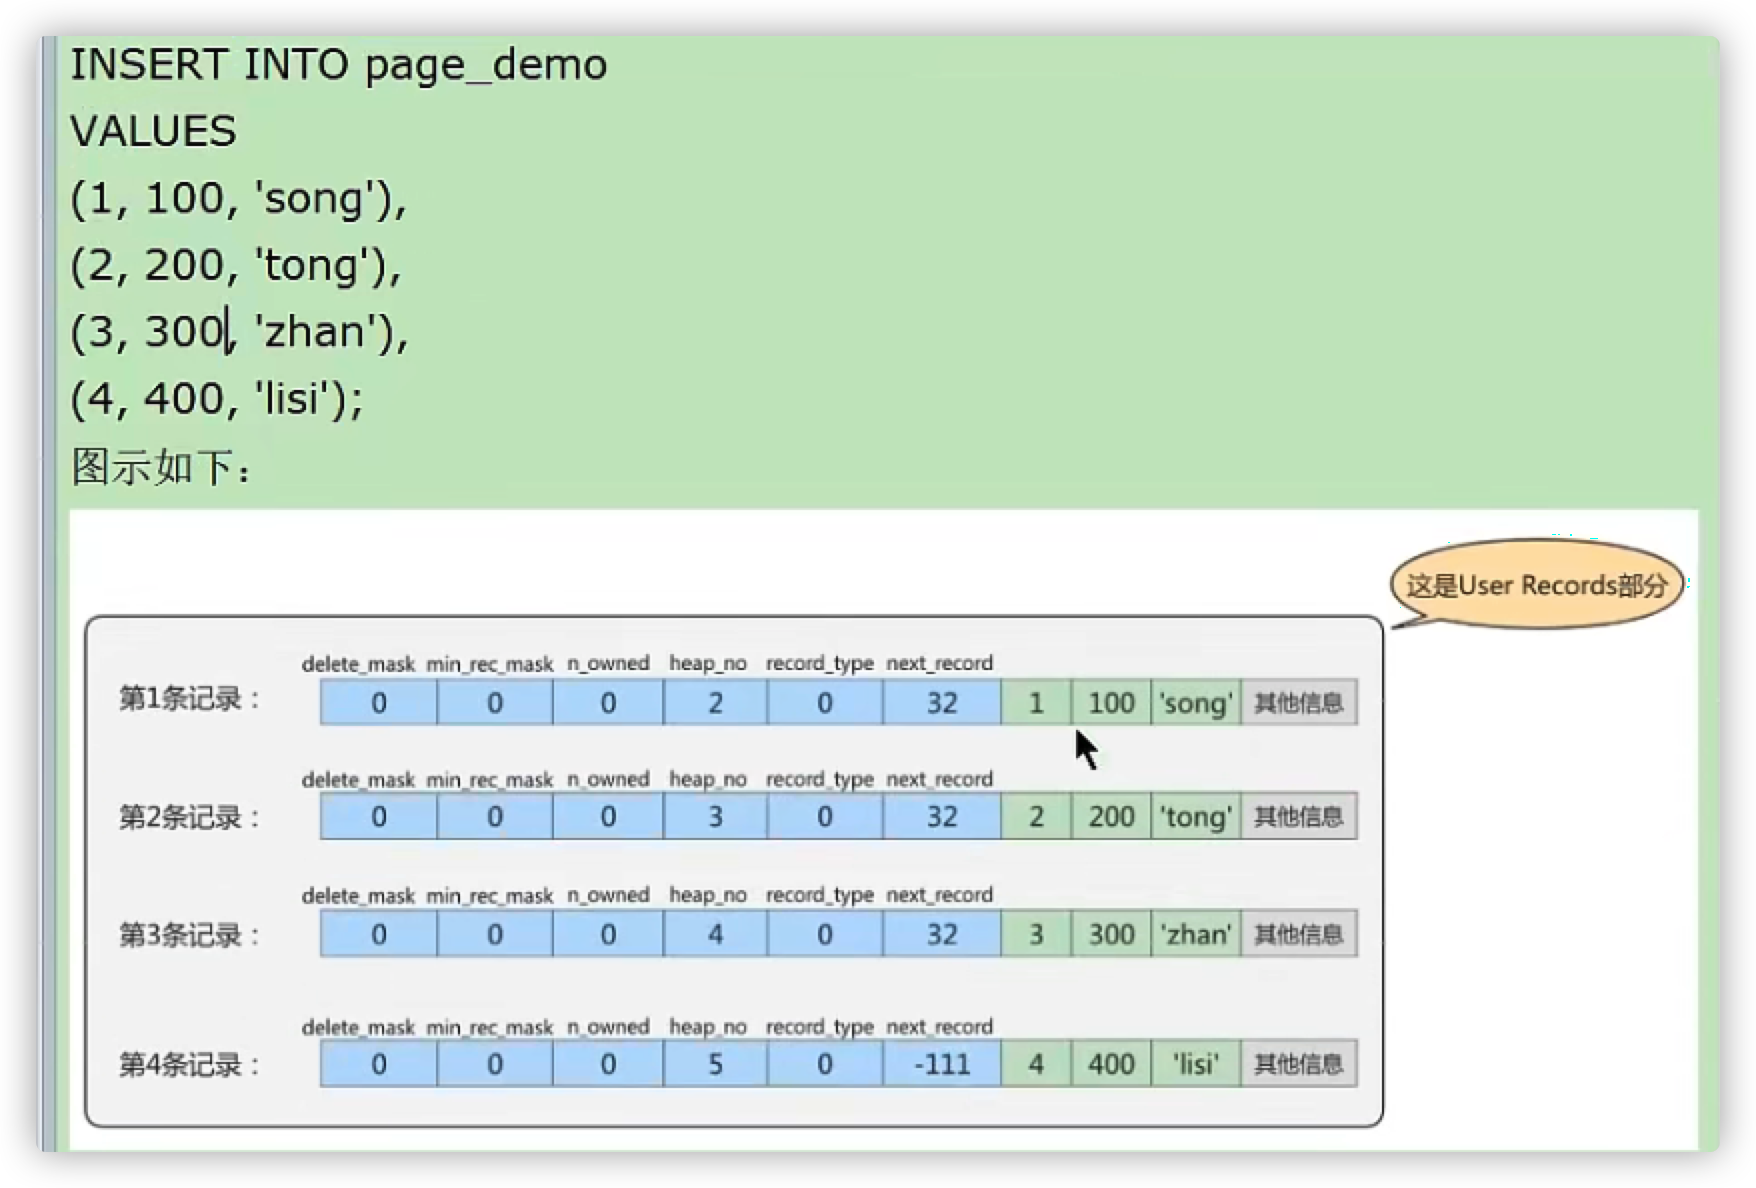 INSERT INTO page_demo
VALUES
(1, 100, 'song'),
(2, 200, 'tong'),
(3, 300, 'zhan'),
(4, 400, 'lisi');
图示如下：
这是User Records部分
delete_mask min_rec_mask n_owned heap_no record_type next_record
第1条记录： 0 0 0 2 0 32 1 100 'song' 其他信息
delete_mask min_rec_mask n_owned heap_no record_type next_record
第2条记录： 0 0 0 3 0 32 2 200 'tong' 其他信息
delete_mask min_rec_mask n_owned heap_no record_type next_record
第3条记录： 0 0 0 4 0 32 3 300 'zhan' 其他信息
delete_mask min_rec_mask n_owned heap_no record_type next_record
第4条记录： 0 0 0 5 0 -111 4 400 'lisi' 其他信息